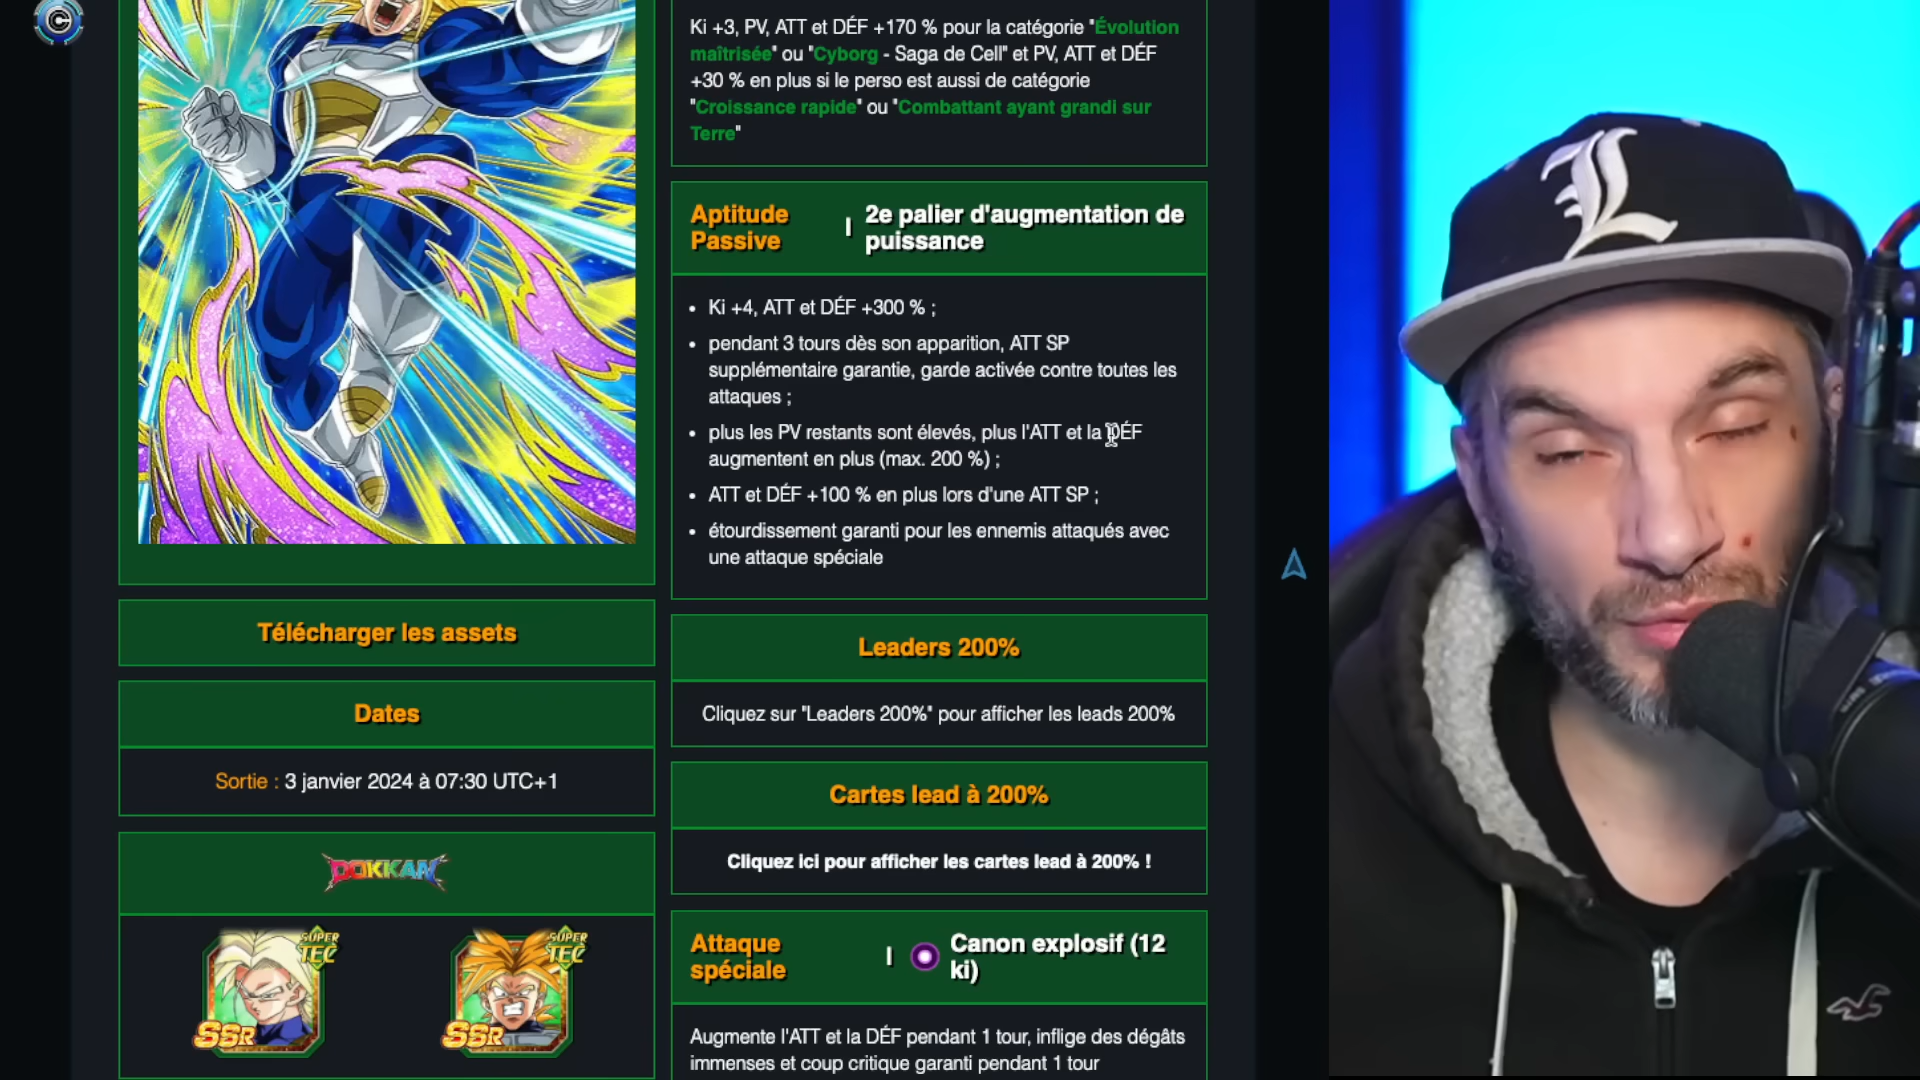 Ki +3, PV, ATT et DÉF +170 % pour la catégorie "Évolution
maîtrisée" ou "Cyborg - Saga de Cell" et PV, ATT et DÉF
+30 % en plus si le perso est aussi de catégorie
"Croissance rapide" ou "Combattant ayant grandi sur
Terre"
Aptitude
Passive
2e palier d'augmentation de
puissance
• Ki +4, ATT et DÉF +300 % ;
• pendant 3 tours dès son apparition, ATT SP
supplémentaire garantie, garde activée contre toutes les
attaques ;
• plus les PV restants sont élevés, plus l'ATT et la DÉF
augmentent en plus (max. 200 %) ;
• ATT et DÉF +100 % en plus lors d'une ATT SP ;
• étourdissement garanti pour les ennemis attaqués avec
une attaque spéciale
Télécharger les assets
Dates
Sortie : 3 janvier 2024 à 07:30 UTC+1
DOKKAN
SUPER
TEC
SSR
SUPER
TEC
SSR
Leaders 200%
Cliquez sur "Leaders 200%" pour afficher les leads 200%
Cartes lead à 200%
Cliquez ici pour afficher les cartes lead à 200% !
Attaque
spéciale
Canon explosif (12
ki)
Augmente l'ATT et la DÉF pendant 1 tour, inflige des dégâts
immenses et coup critique garanti pendant 1 tour
L